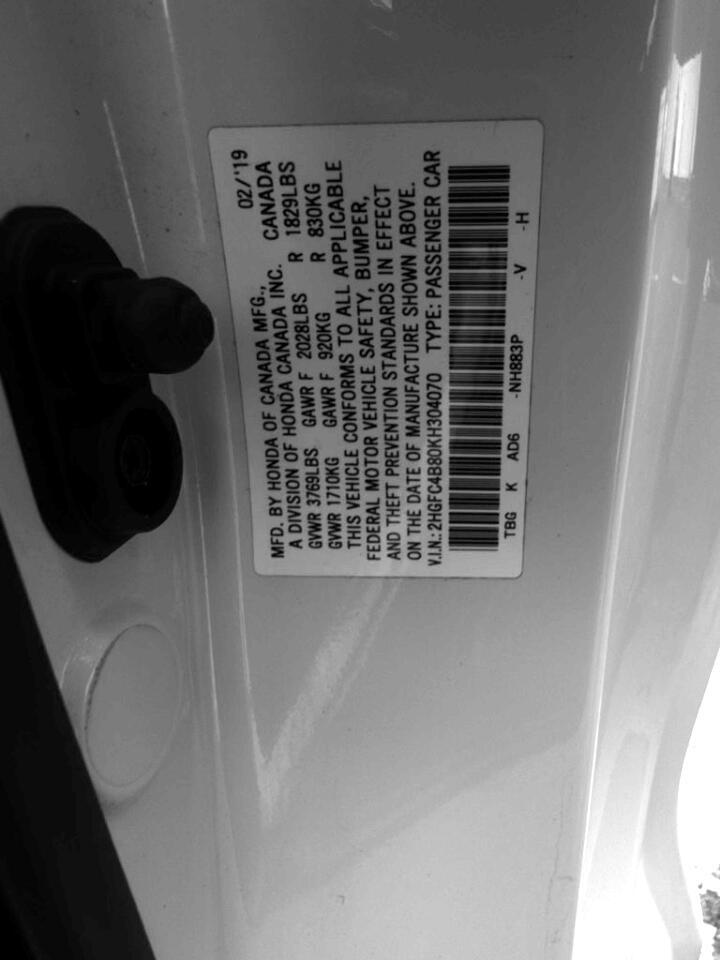 MFD. BY HONDA OF CANADA MFG., 02/'19
A DIVISION OF HONDA CANADA INC. CANADA
GVWR 3769LBS GAWR F 2028LBS R 1829LBS
GVWR 1710KG GAWR F 920KG R 830KG
THIS VEHICLE CONFORMS TO ALL APPLICABLE
FEDERAL MOTOR VEHICLE SAFETY, BUMPER,
AND THEFT PREVENTION STANDARDS IN EFFECT
ON THE DATE OF MANUFACTURE SHOWN ABOVE.
V.I.N.:2HGFC4B80KH304070 TYPE: PASSENGER CAR
TBG K AD6 -NH883P -V -H